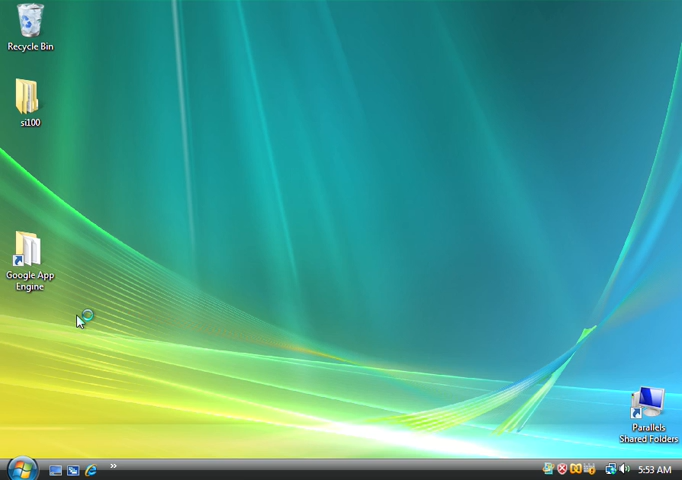 Recycle Bin
si100
Google App
Engine
Parallels
Shared Folders
5:53 AM